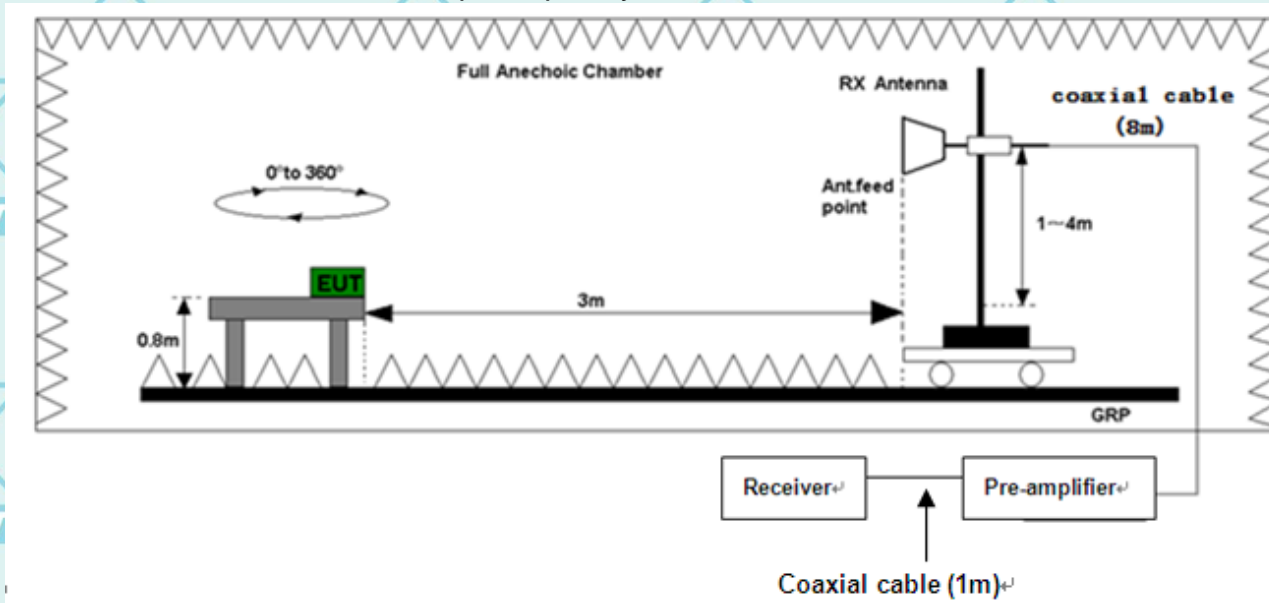 Full Anechoic Chamber
RX Antenna
coaxial cable
(8m)
0°to 360°
Ant.feed
point
1~4m
EUT
3m
0.8m
GRP
Receiver↵
Pre-amplifier↵
Coaxial cable (1m)↵